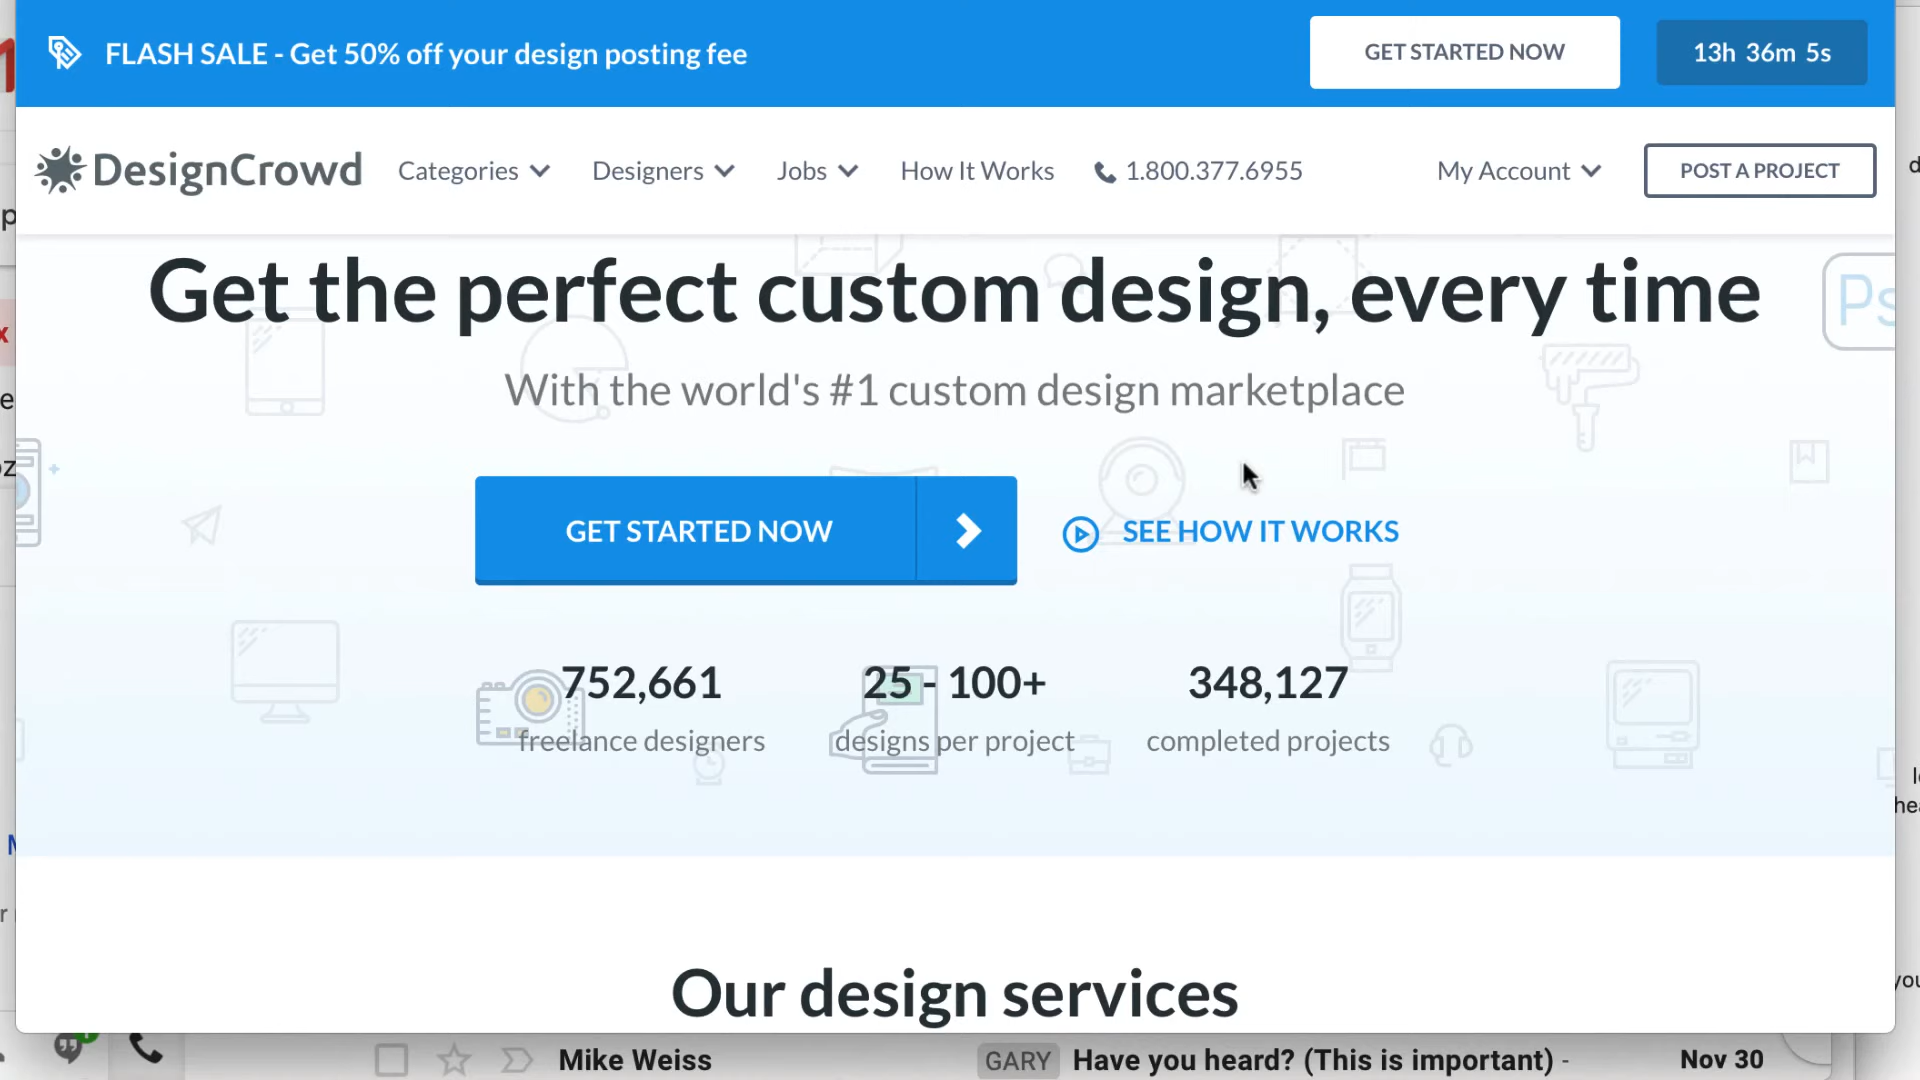 FLASH SALE - Get 50% off your design posting fee
GET STARTED NOW
13h 36m 5s
DesignCrowd
Categories
Designers
Jobs
How It Works
1.800.377.6955
My Account
POST A PROJECT
Get the perfect custom design, every time
Ps
With the world's #1 custom design marketplace
GET STARTED NOW
SEE HOW IT WORKS
752,661
25 - 100+
348,127
freelance designers
designs per project
completed projects
Our design services
Mike Weiss
GARY
Have you heard? (This is important) -
Nov 30